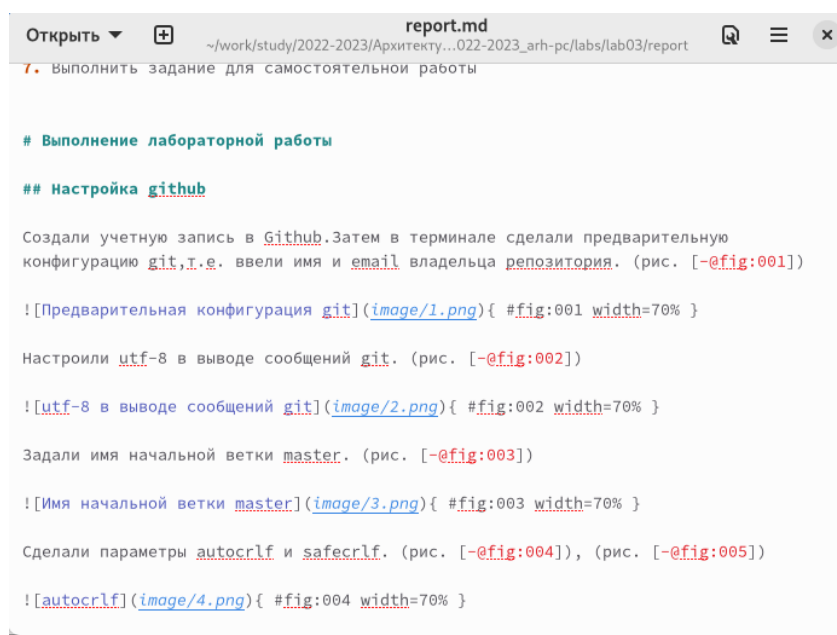 Открыть
report.md
~/work/study/2022-2023/Архитекту...022-2023_arh-pc/labs/lab03/report
7. Выполнить задание для самостоятельной работы
# Выполнение лабораторной работы
## Настройка github
Создали учетную запись в Github.Затем в терминале сделали предварительную
конфигурацию git,т.е. ввели имя и email владельца репозитория. (рис. [-@fig:001])
![Предварительная конфигурация git](image/1.png){ #fig:001 width=70% }
Настроили utf-8 в выводе сообщений git. (рис. [-@fig:002])
![utf-8 в выводе сообщений git](image/2.png){ #fig:002 width=70% }
Задали имя начальной ветки master. (рис. [-@fig:003])
![Имя начальной ветки master](image/3.png){ #fig:003 width=70% }
Сделали параметры autocrlf и safecrlf. (рис. [-@fig:004]), (рис. [-@fig:005])
![autocrlf](image/4.png){ #fig:004 width=70% }